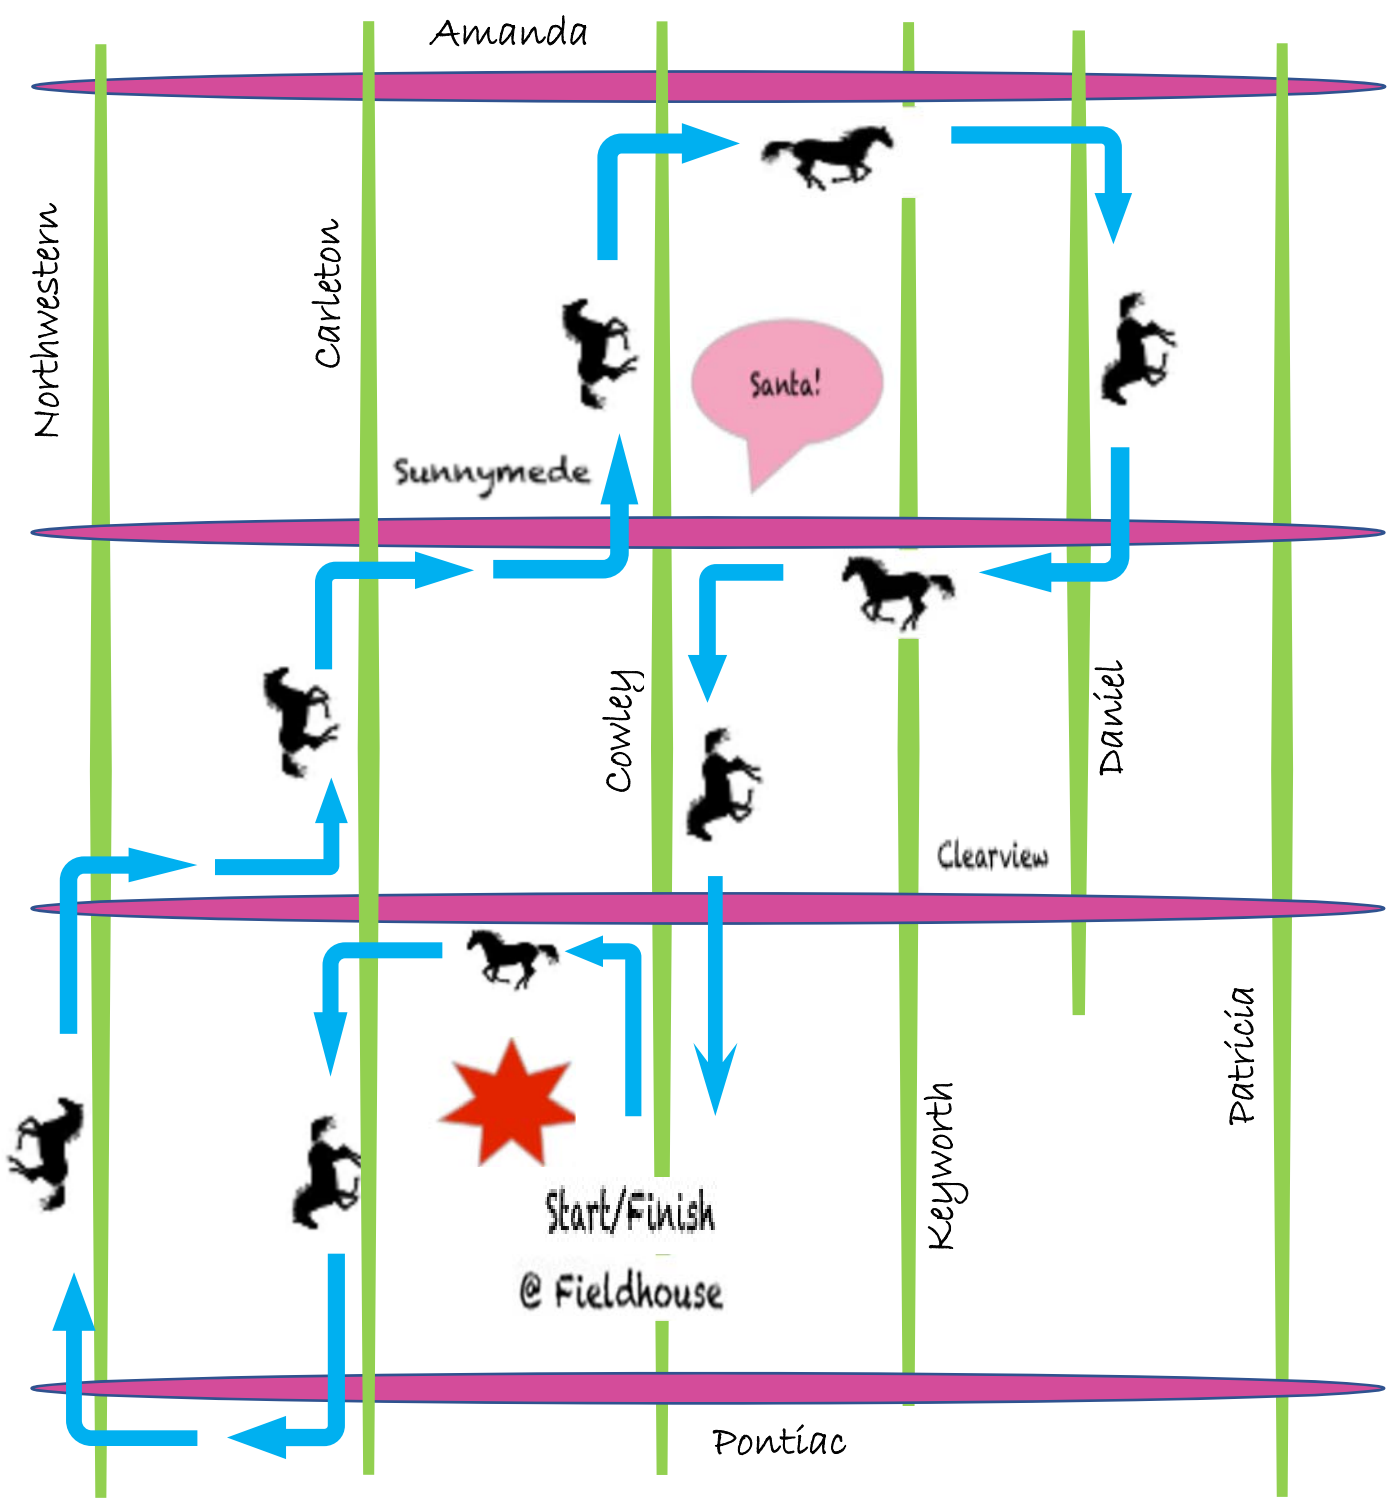 Amanda
Northwestern
Carleton
Santa!
Sunnymede
Cowley
Daniel
Clearview
Patricia
Keyworth
Start/Finish
@ Fieldhouse
Pontiac